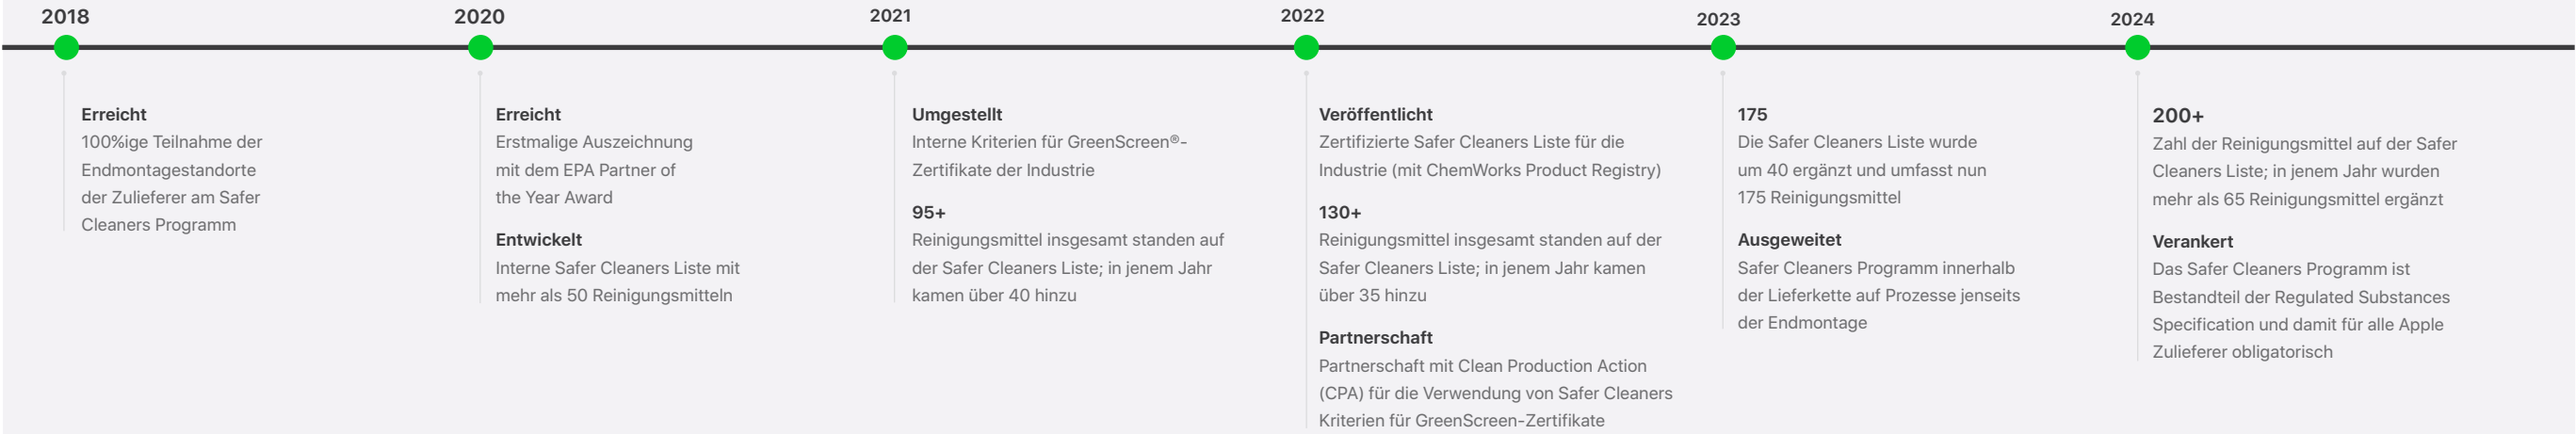 2018
Erreicht
100%ige Teilnahme der
Endmontagestandorte
der Zulieferer am Safer
Cleaners Programm
2020
Erreicht
Erstmalige Auszeichnung
mit dem EPA Partner of
the Year Award
Entwickelt
Interne Safer Cleaners Liste mit
mehr als 50 Reinigungsmitteln
2021
Umgestellt
Interne Kriterien für GreenScreen®-
Zertifikate der Industrie
95+
Reinigungsmittel insgesamt standen auf
der Safer Cleaners Liste; in jenem Jahr
kamen über 40 hinzu
2022
Veröffentlicht
Zertifizierte Safer Cleaners Liste für die
Industrie (mit ChemWorks Product Registry)
130+
Reinigungsmittel insgesamt standen auf der
Safer Cleaners Liste; in jenem Jahr kamen
über 35 hinzu
Partnerschaft
Partnerschaft mit Clean Production Action
(CPA) für die Verwendung von Safer Cleaners
Kriterien für GreenScreen-Zertifikate
2023
175
Die Safer Cleaners Liste wurde
um 40 ergänzt und umfasst nun
175 Reinigungsmittel
Ausgeweitet
Safer Cleaners Programm innerhalb
der Lieferkette auf Prozesse jenseits
der Endmontage
2024
200+
Zahl der Reinigungsmittel auf der Safer
Cleaners Liste; in jenem Jahr wurden
mehr als 65 Reinigungsmittel ergänzt
Verankert
Das Safer Cleaners Programm ist
Bestandteil der Regulated Substances
Specification und damit für alle Apple
Zulieferer obligatorisch